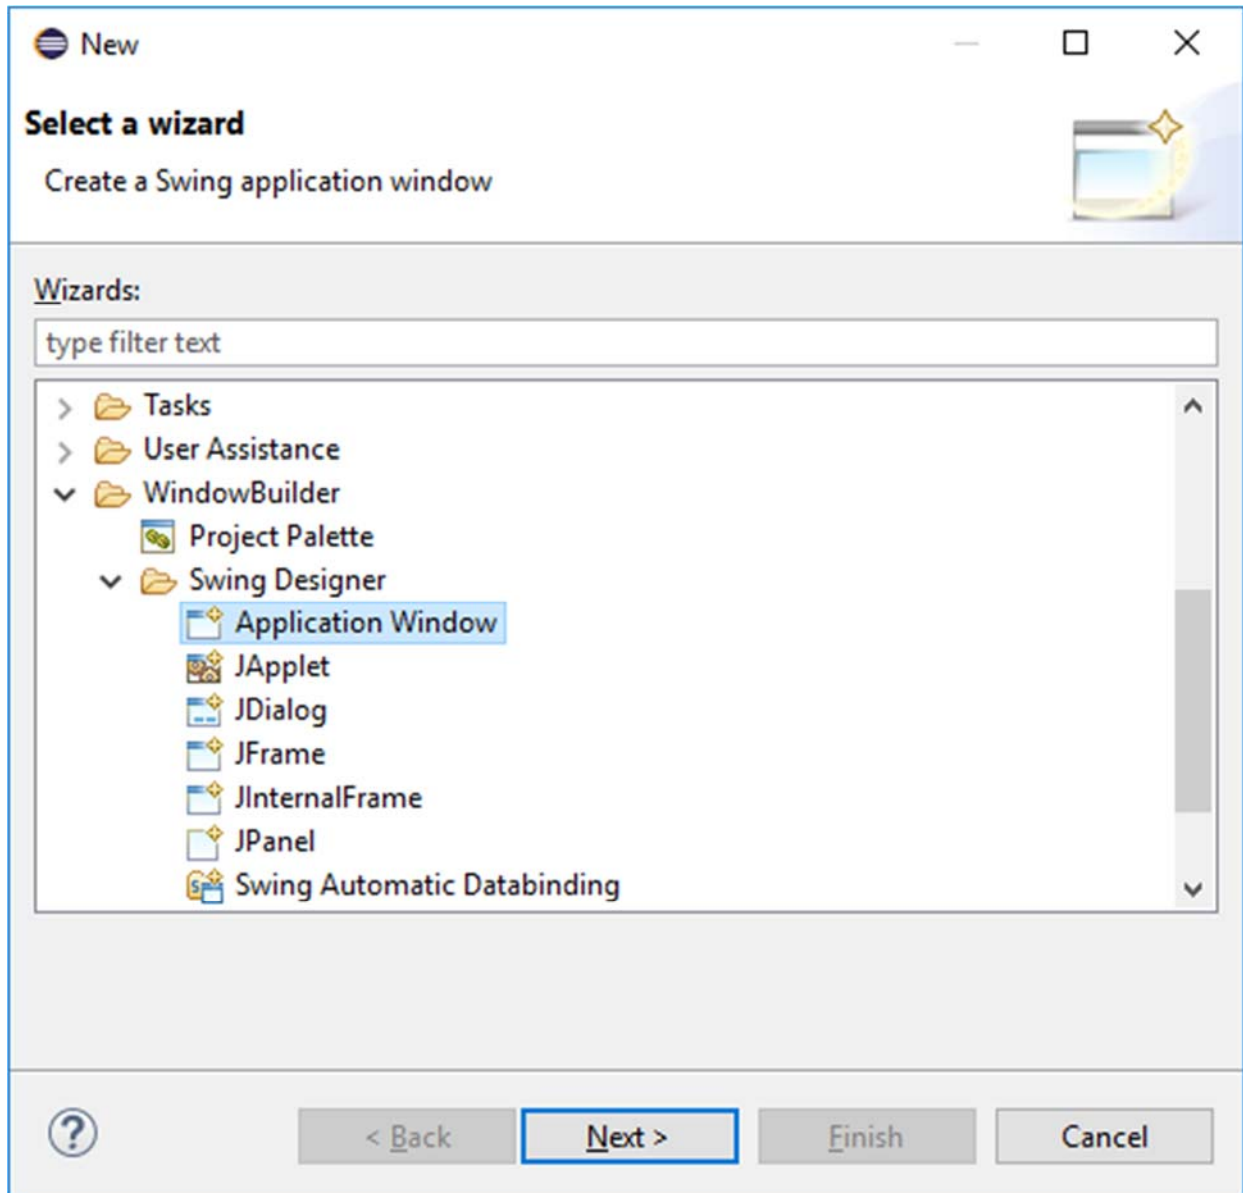 New
Select a wizard
Create a Swing application window
Wizards:
type filter text
Tasks
User Assistance
WindowBuilder
Project Palette
Swing Designer
Application Window
JApplet
JDialog
JFrame
JInternalFrame
JPanel
Swing Automatic Databinding
? < Back Next > Finish Cancel